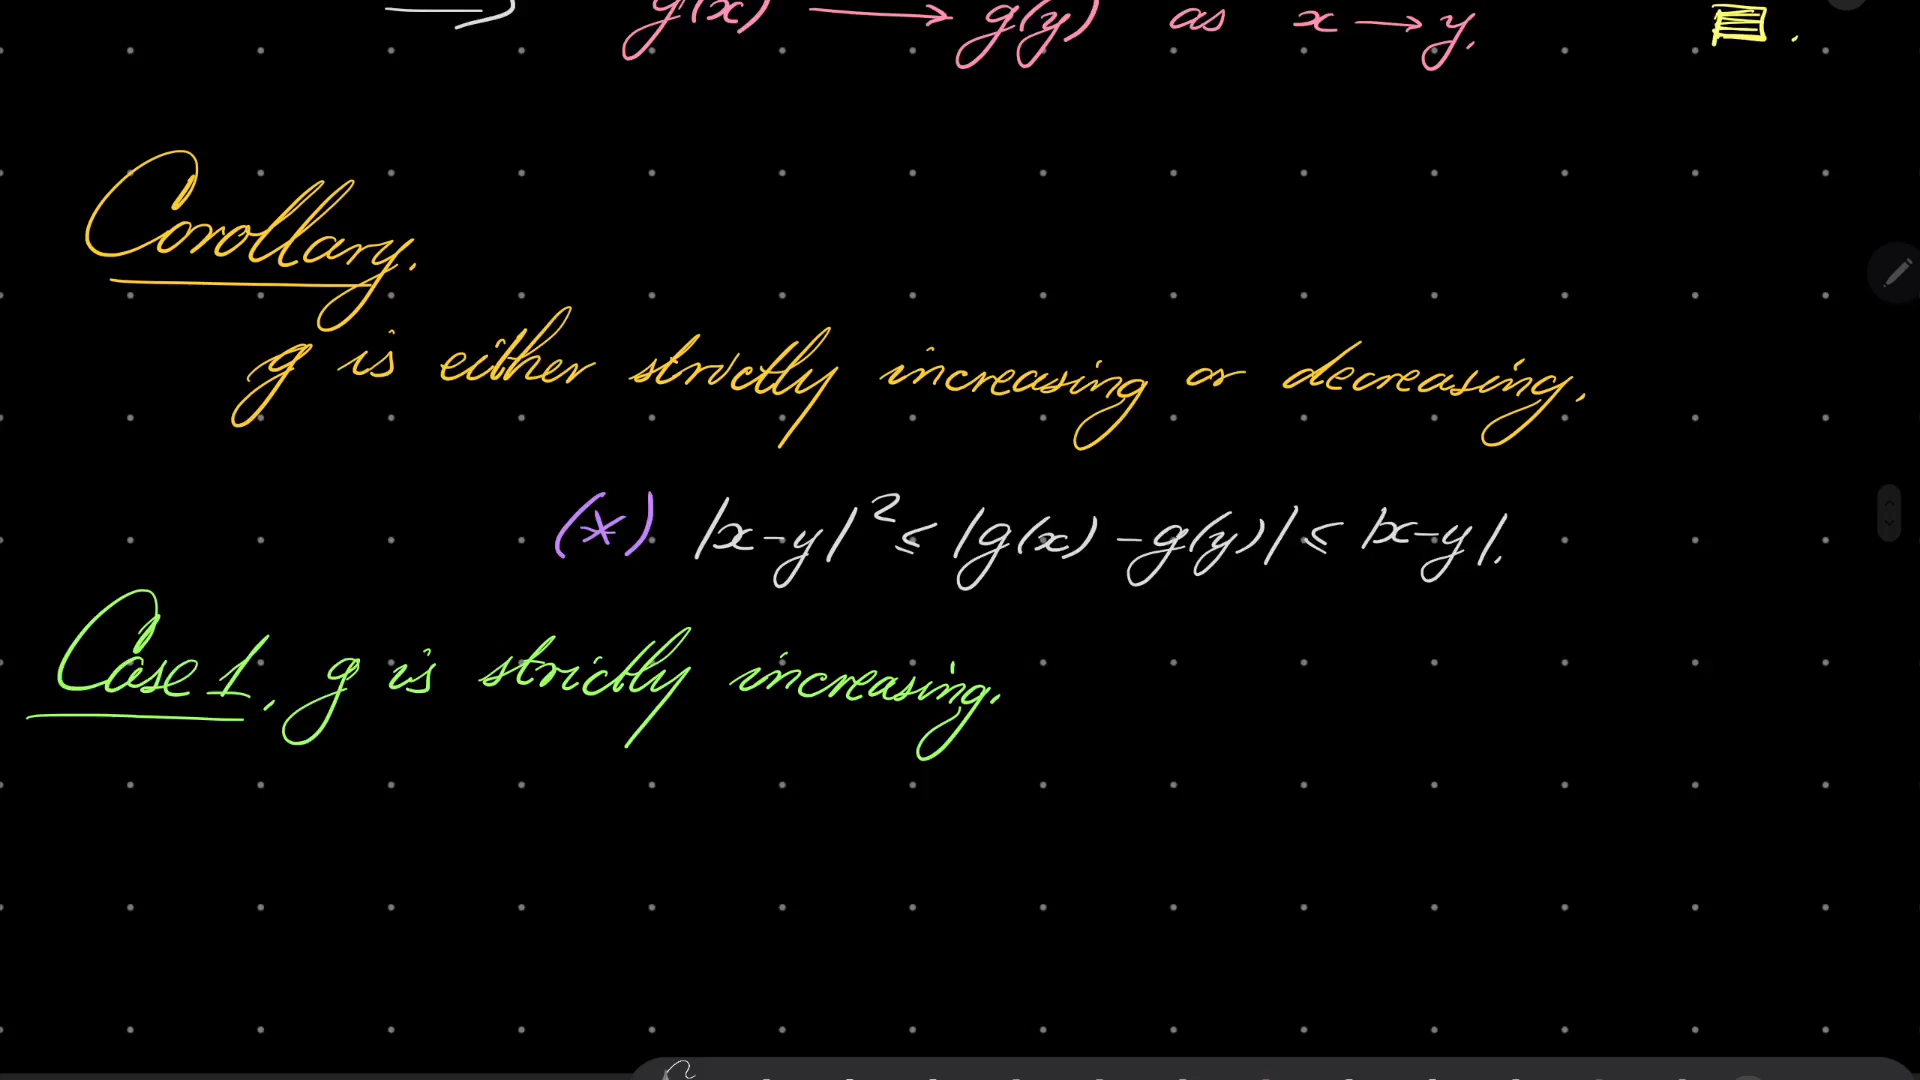 ⟹ g(x) ⟶ g(y) as x → y.
Corollary.
g is either strictly increasing or decreasing.
(*) |x-y|² ≤ |g(x) - g(y)| ≤ |x-y|.
Case 1. g is strictly increasing.